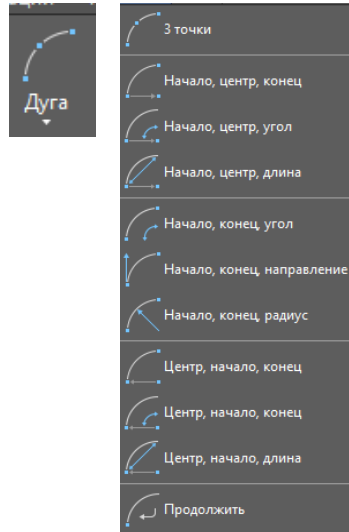 Дуга
3 точки
Начало, центр, конец
Начало, центр, угол
Начало, центр, длина
Начало, конец, угол
Начало, конец, направление
Начало, конец, радиус
Центр, начало, конец
Центр, начало, конец
Центр, начало, длина
Продолжить